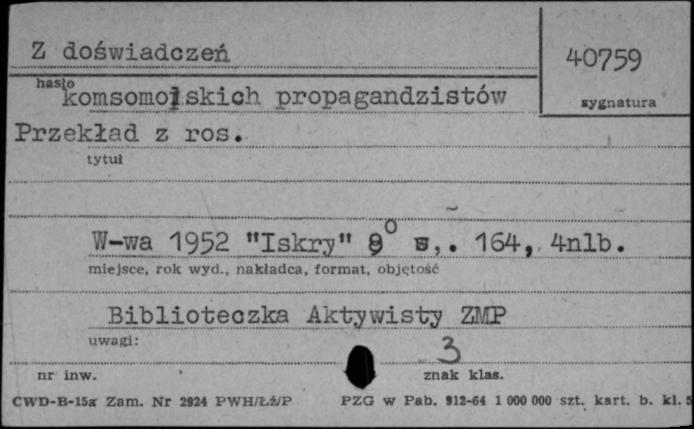 Z doświadczeń
40759
hasło
komsomolskich propagandzistów
sygnatura
Przekład z ros.
tytuł
W-wa 1952 "Iskry" 8° s,. 164, 4nlb.
miejsce, rok wyd., nakładca, format, objętość
Biblioteczka Aktywisty ZMP
uwagi:
3
nr inw.
znak klas.
CWD-B-15a Zam. Nr 2924 PWH/Łż/P
PZG w Pab. 912-64 1 000 000 szt. kart. b. kl. 5